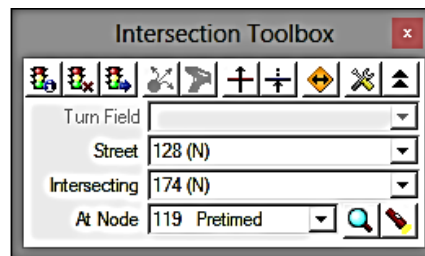 Intersection Toolbox x
Turn Field
Street 128 (N)
Intersecting 174 (N)
At Node 119 Pretimed